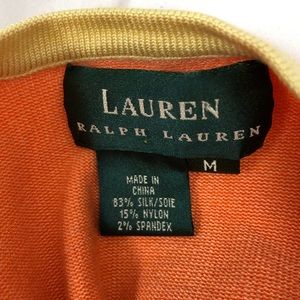 LAUREN
RALPH LAUREN
M
MADE IN
CHINA
83% SILK/SOIE
15% NYLON
2% SPANDEX